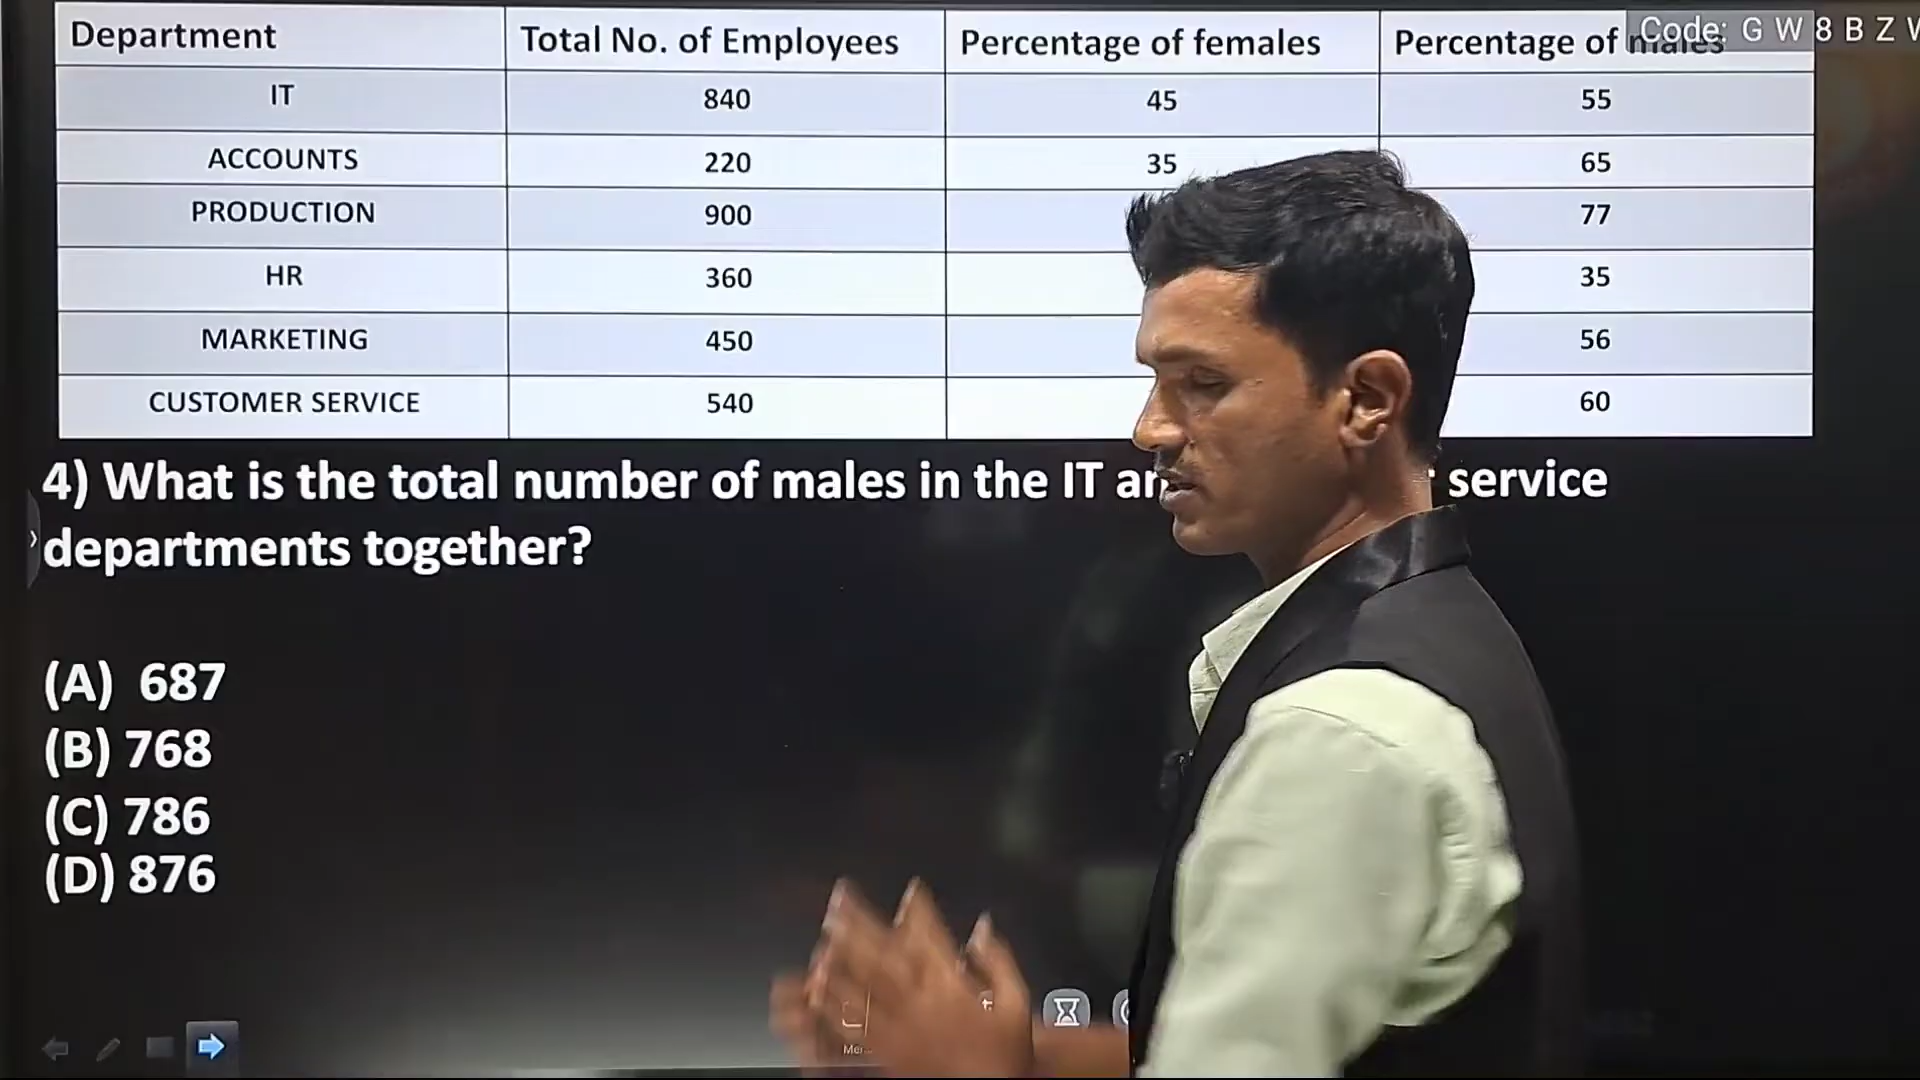 Code: G W 8 B Z
Department Total No. of Employees Percentage of females Percentage of males
IT 840 45 55
ACCOUNTS 220 35 65
PRODUCTION 900 77
HR 360 35
MARKETING 450 56
CUSTOMER SERVICE 540 60
4) What is the total number of males in the IT service
departments together?
(A) 687
(B) 768
(C) 786
(D) 876